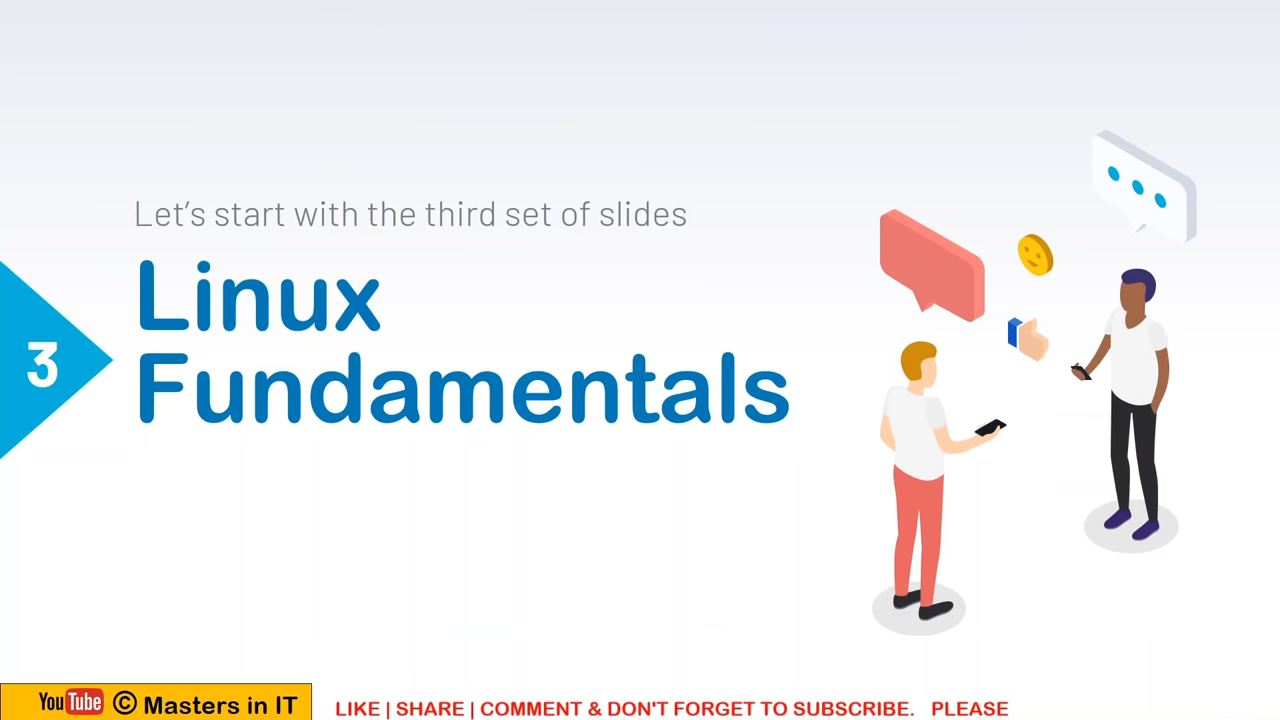 Let's start with the third set of slides
Linux
Fundamentals
3
YouTube © Masters in IT
LIKE | SHARE | COMMENT & DON'T FORGET TO SUBSCRIBE. PLEASE